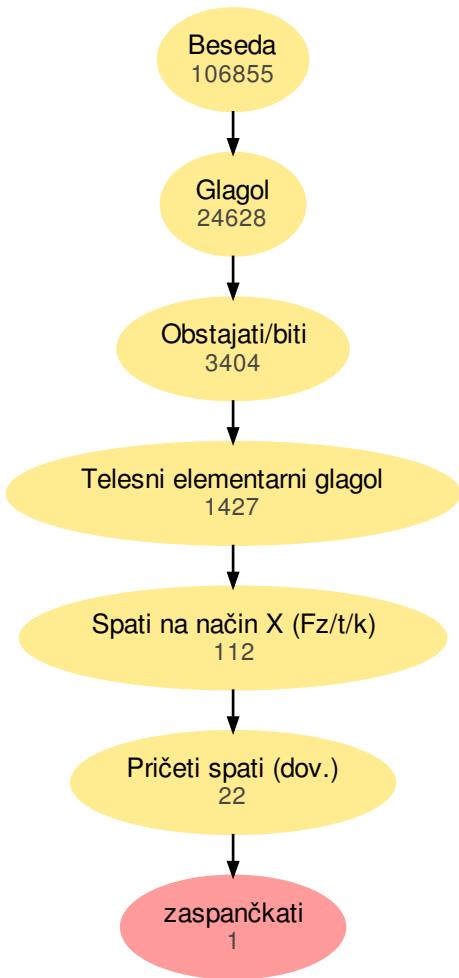 Beseda
106855
Glagol
24628
Obstajati/biti
3404
Telesni elementarni glagol
1427
Spati na način X (Fz/t/k)
112
Pričeti spati (dov.)
22
zaspančkati
1